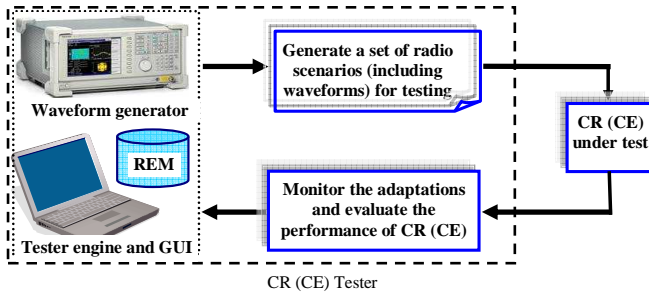 Waveform generator
REM
Tester engine and GUI
Generate a set of radio
scenarios (including
waveforms) for testing
CR (CE)
under test
Monitor the adaptations
and evaluate the
performance of CR (CE)
CR (CE) Tester